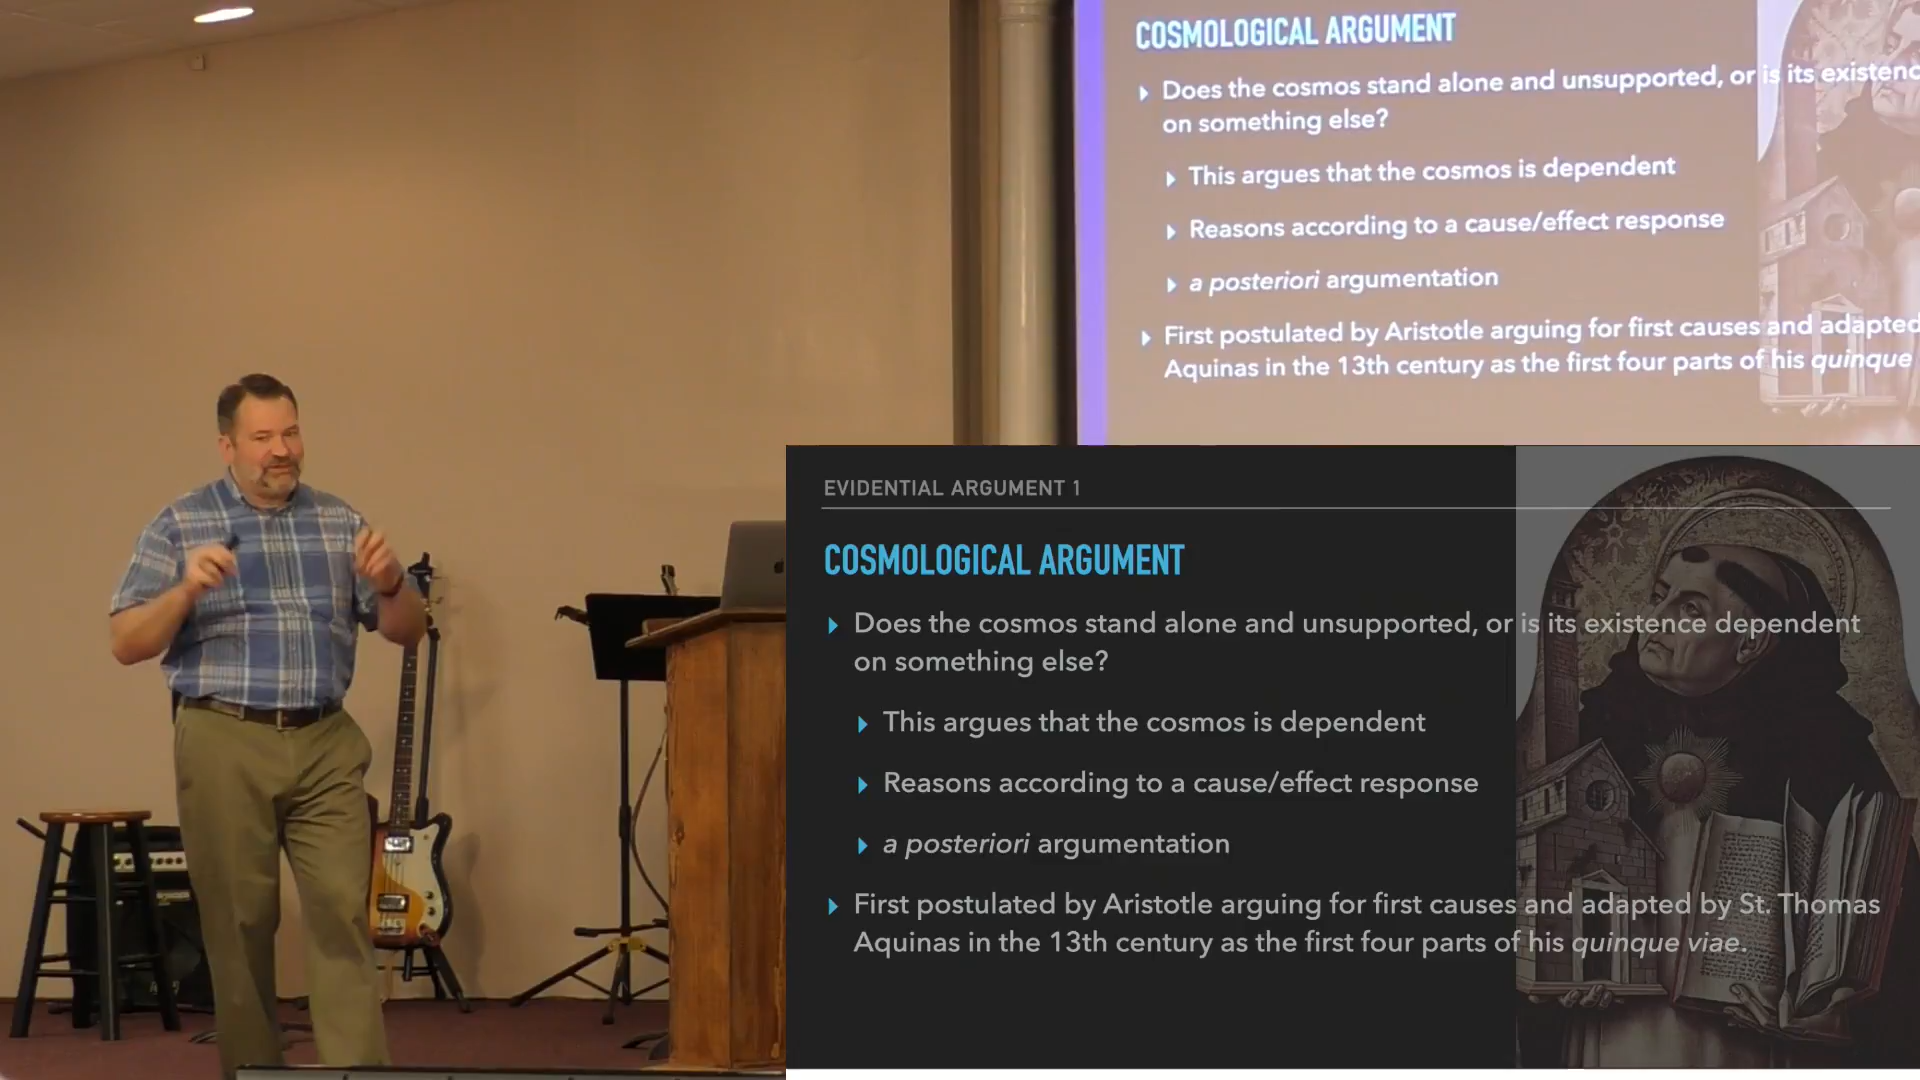 COSMOLOGICAL ARGUMENT
Does the cosmos stand alone and unsupported, or is its existenc
on something else?
This argues that the cosmos is dependent
Reasons according to a cause/effect response
a posteriori argumentation
First postulated by Aristotle arguing for first causes and adapted
Aquinas in the 13th century as the first four parts of his quinque
EVIDENTIAL ARGUMENT 1
COSMOLOGICAL ARGUMENT
Does the cosmos stand alone and unsupported, or is its existence dependent
on something else?
This argues that the cosmos is dependent
Reasons according to a cause/effect response
a posteriori argumentation
First postulated by Aristotle arguing for first causes and adapted by St. Thomas
Aquinas in the 13th century as the first four parts of his quinque viae.